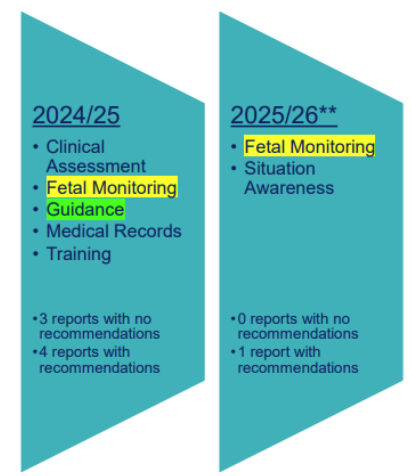 2024/25
• Clinical
Assessment
• Fetal Monitoring
• Guidance
• Medical Records
• Training
•3 reports with no
recommendations
•4 reports with
recommendations
2025/26**
• Fetal Monitoring
• Situation
Awareness
•0 reports with no
recommendations
•1 report with
recommendations